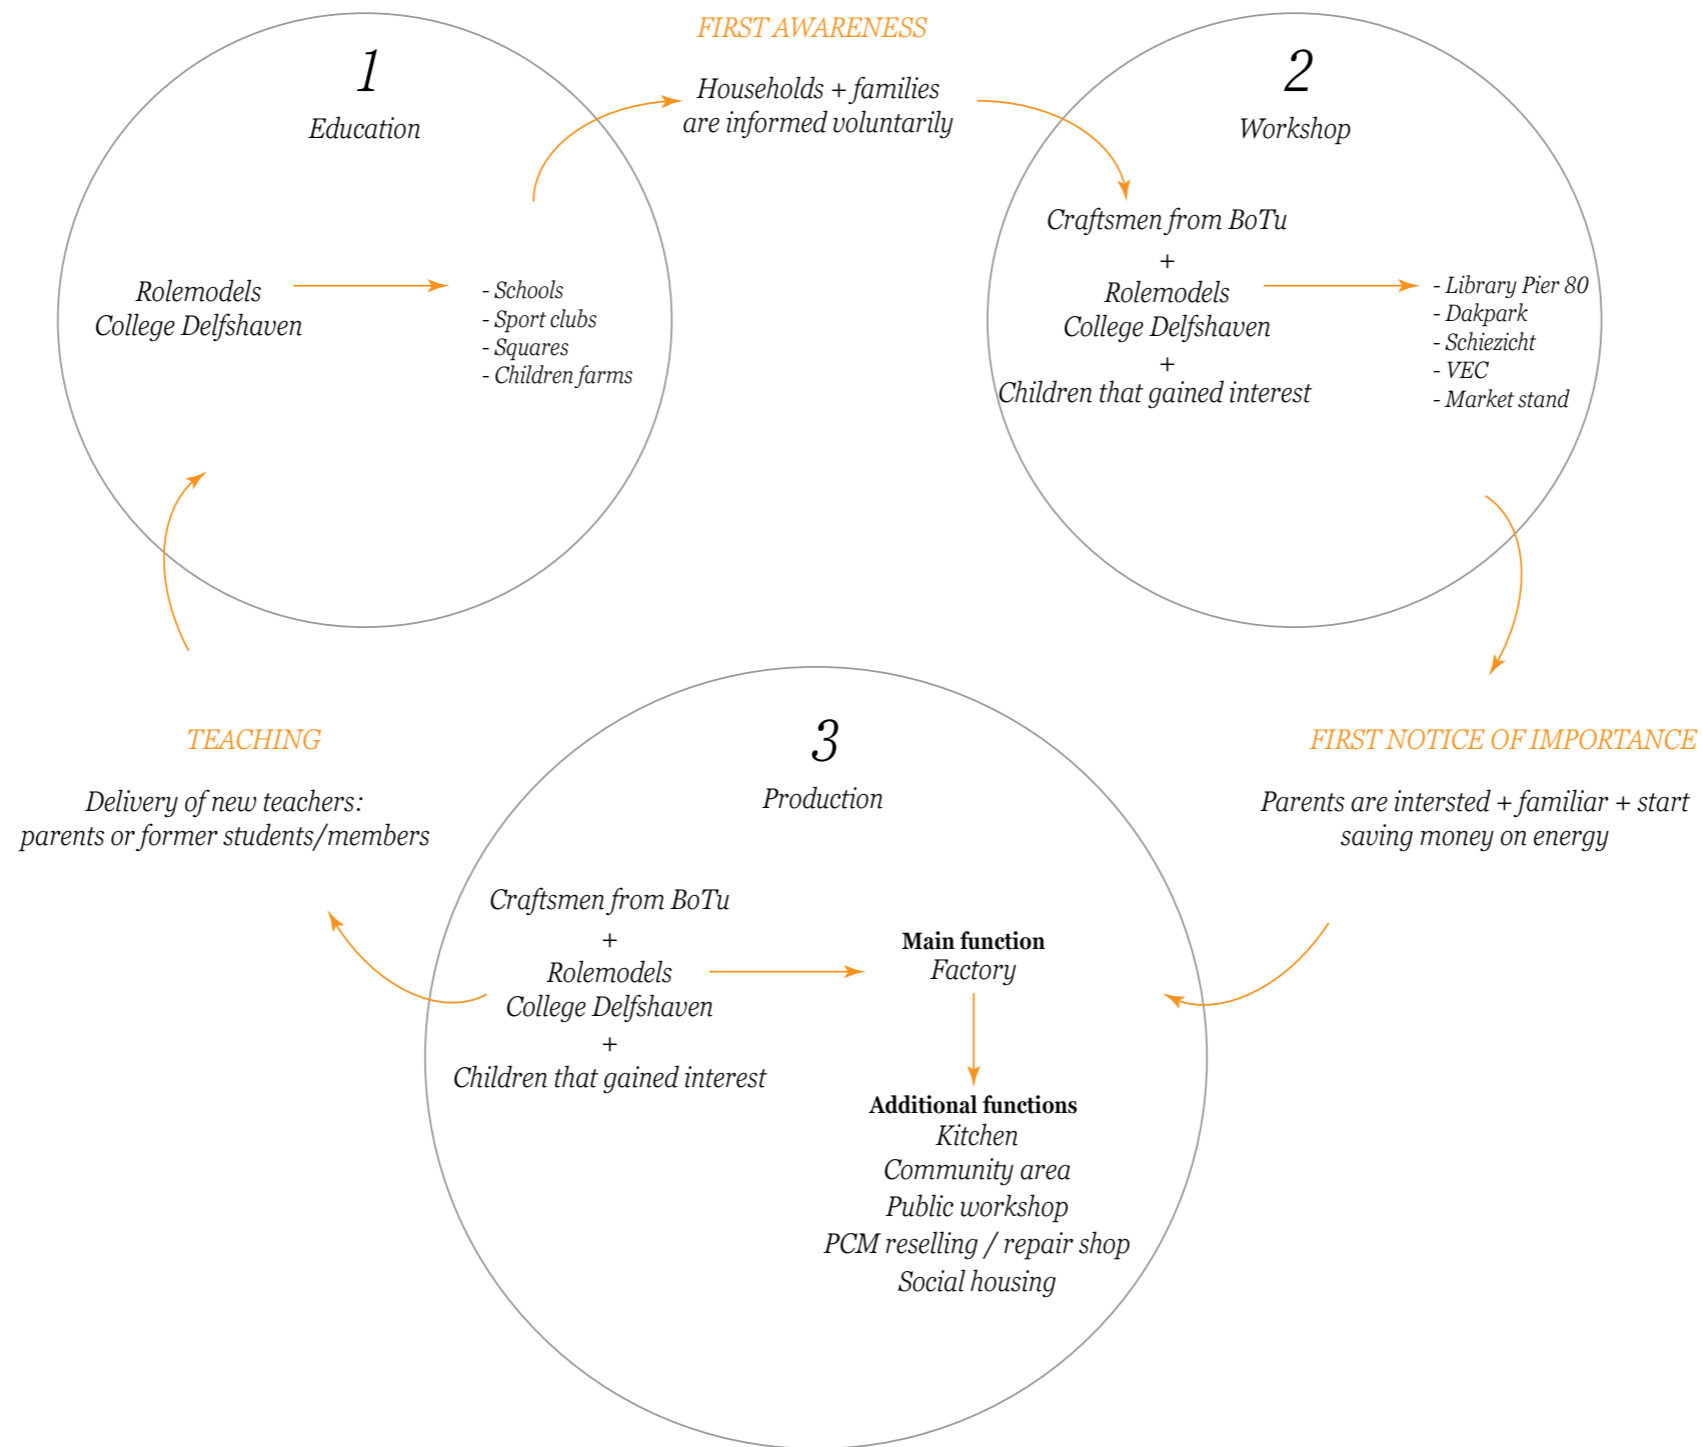 1
Education
Rolemodels
College Delfshaven
- Schools
- Sport clubs
- Squares
- Children farms
FIRST AWARENESS
Households + families
are informed voluntarily
2
Workshop
Craftsmen from BoTu
+
Rolemodels
College Delfshaven
+
Children that gained interest
- Library Pier 80
- Dakpark
- Schiezicht
- VEC
- Market stand
FIRST NOTICE OF IMPORTANCE
Parents are intersted + familiar + start
saving money on energy
3
Production
Craftsmen from BoTu
+
Rolemodels
College Delfshaven
+
Children that gained interest
Main function
Factory
Additional functions
Kitchen
Community area
Public workshop
PCM reselling / repair shop
Social housing
TEACHING
Delivery of new teachers:
parents or former students/members